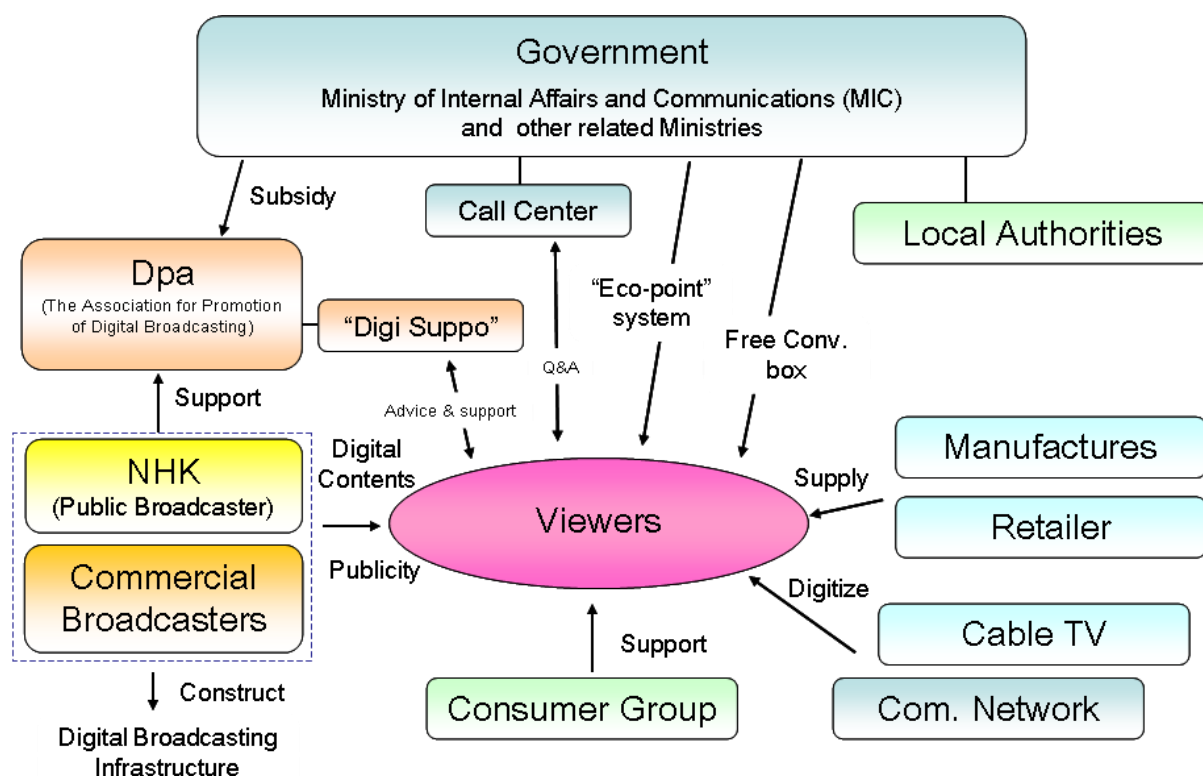 Government
Ministry of Internal Affairs and Communications (MIC)
and other related Ministries
Subsidy
Call Center
Local Authorities
Dpa
(The Association for Promotion
of Digital Broadcasting)
"Digi Suppo"
"Eco-point"
system
Free Conv.
box
Q&A
Support
Advice & support
NHK
(Public Broadcaster)
Digital
Contents
Viewers
Supply
Manufactures
Retailer
Commercial
Broadcasters
Publicity
Digitize
Cable TV
Support
Consumer Group
Com. Network
Construct
Digital Broadcasting
Infrastructure